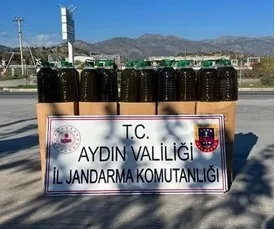 T.C.
AYDIN VALİLİĞİ
İL JANDARMA KOMUTANLIĞI